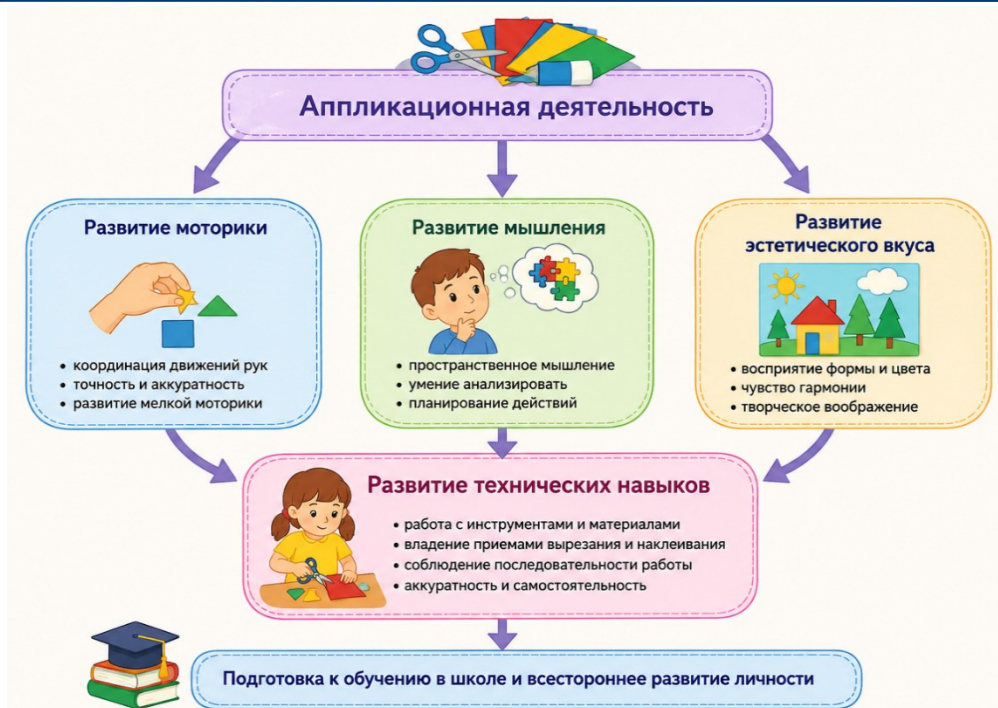 Аппликационная деятельность
Развитие моторики
• координация движений рук
• точность и аккуратность
• развитие мелкой моторики
Развитие мышления
• пространственное мышление
• умение анализировать
• планирование действий
Развитие
эстетического вкуса
• восприятие формы и цвета
• чувство гармонии
• творческое воображение
Развитие технических навыков
• работа с инструментами и материалами
• владение приемами вырезания и наклеивания
• соблюдение последовательности работы
• аккуратность и самостоятельность
Подготовка к обучению в школе и всестороннее развитие личности